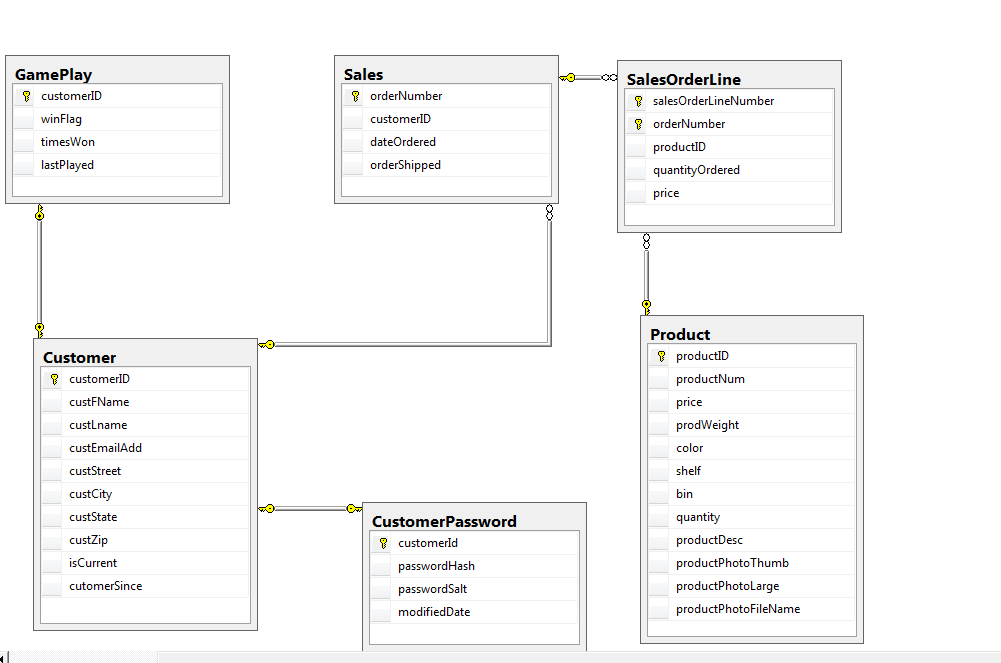 GamePlay
customerID
winFlag
timesWon
lastPlayed
Sales
orderNumber
customerID
dateOrdered
orderShipped
SalesOrderLine
salesOrderLineNumber
orderNumber
productID
quantityOrdered
price
Customer
customerID
custFName
custLname
custEmailAdd
custStreet
custCity
custState
custZip
isCurrent
cutomerSince
CustomerPassword
customerId
passwordHash
passwordSalt
modifiedDate
Product
productID
productNum
price
prodWeight
color
shelf
bin
quantity
productDesc
productPhotoThumb
productPhotoLarge
productPhotoFileName